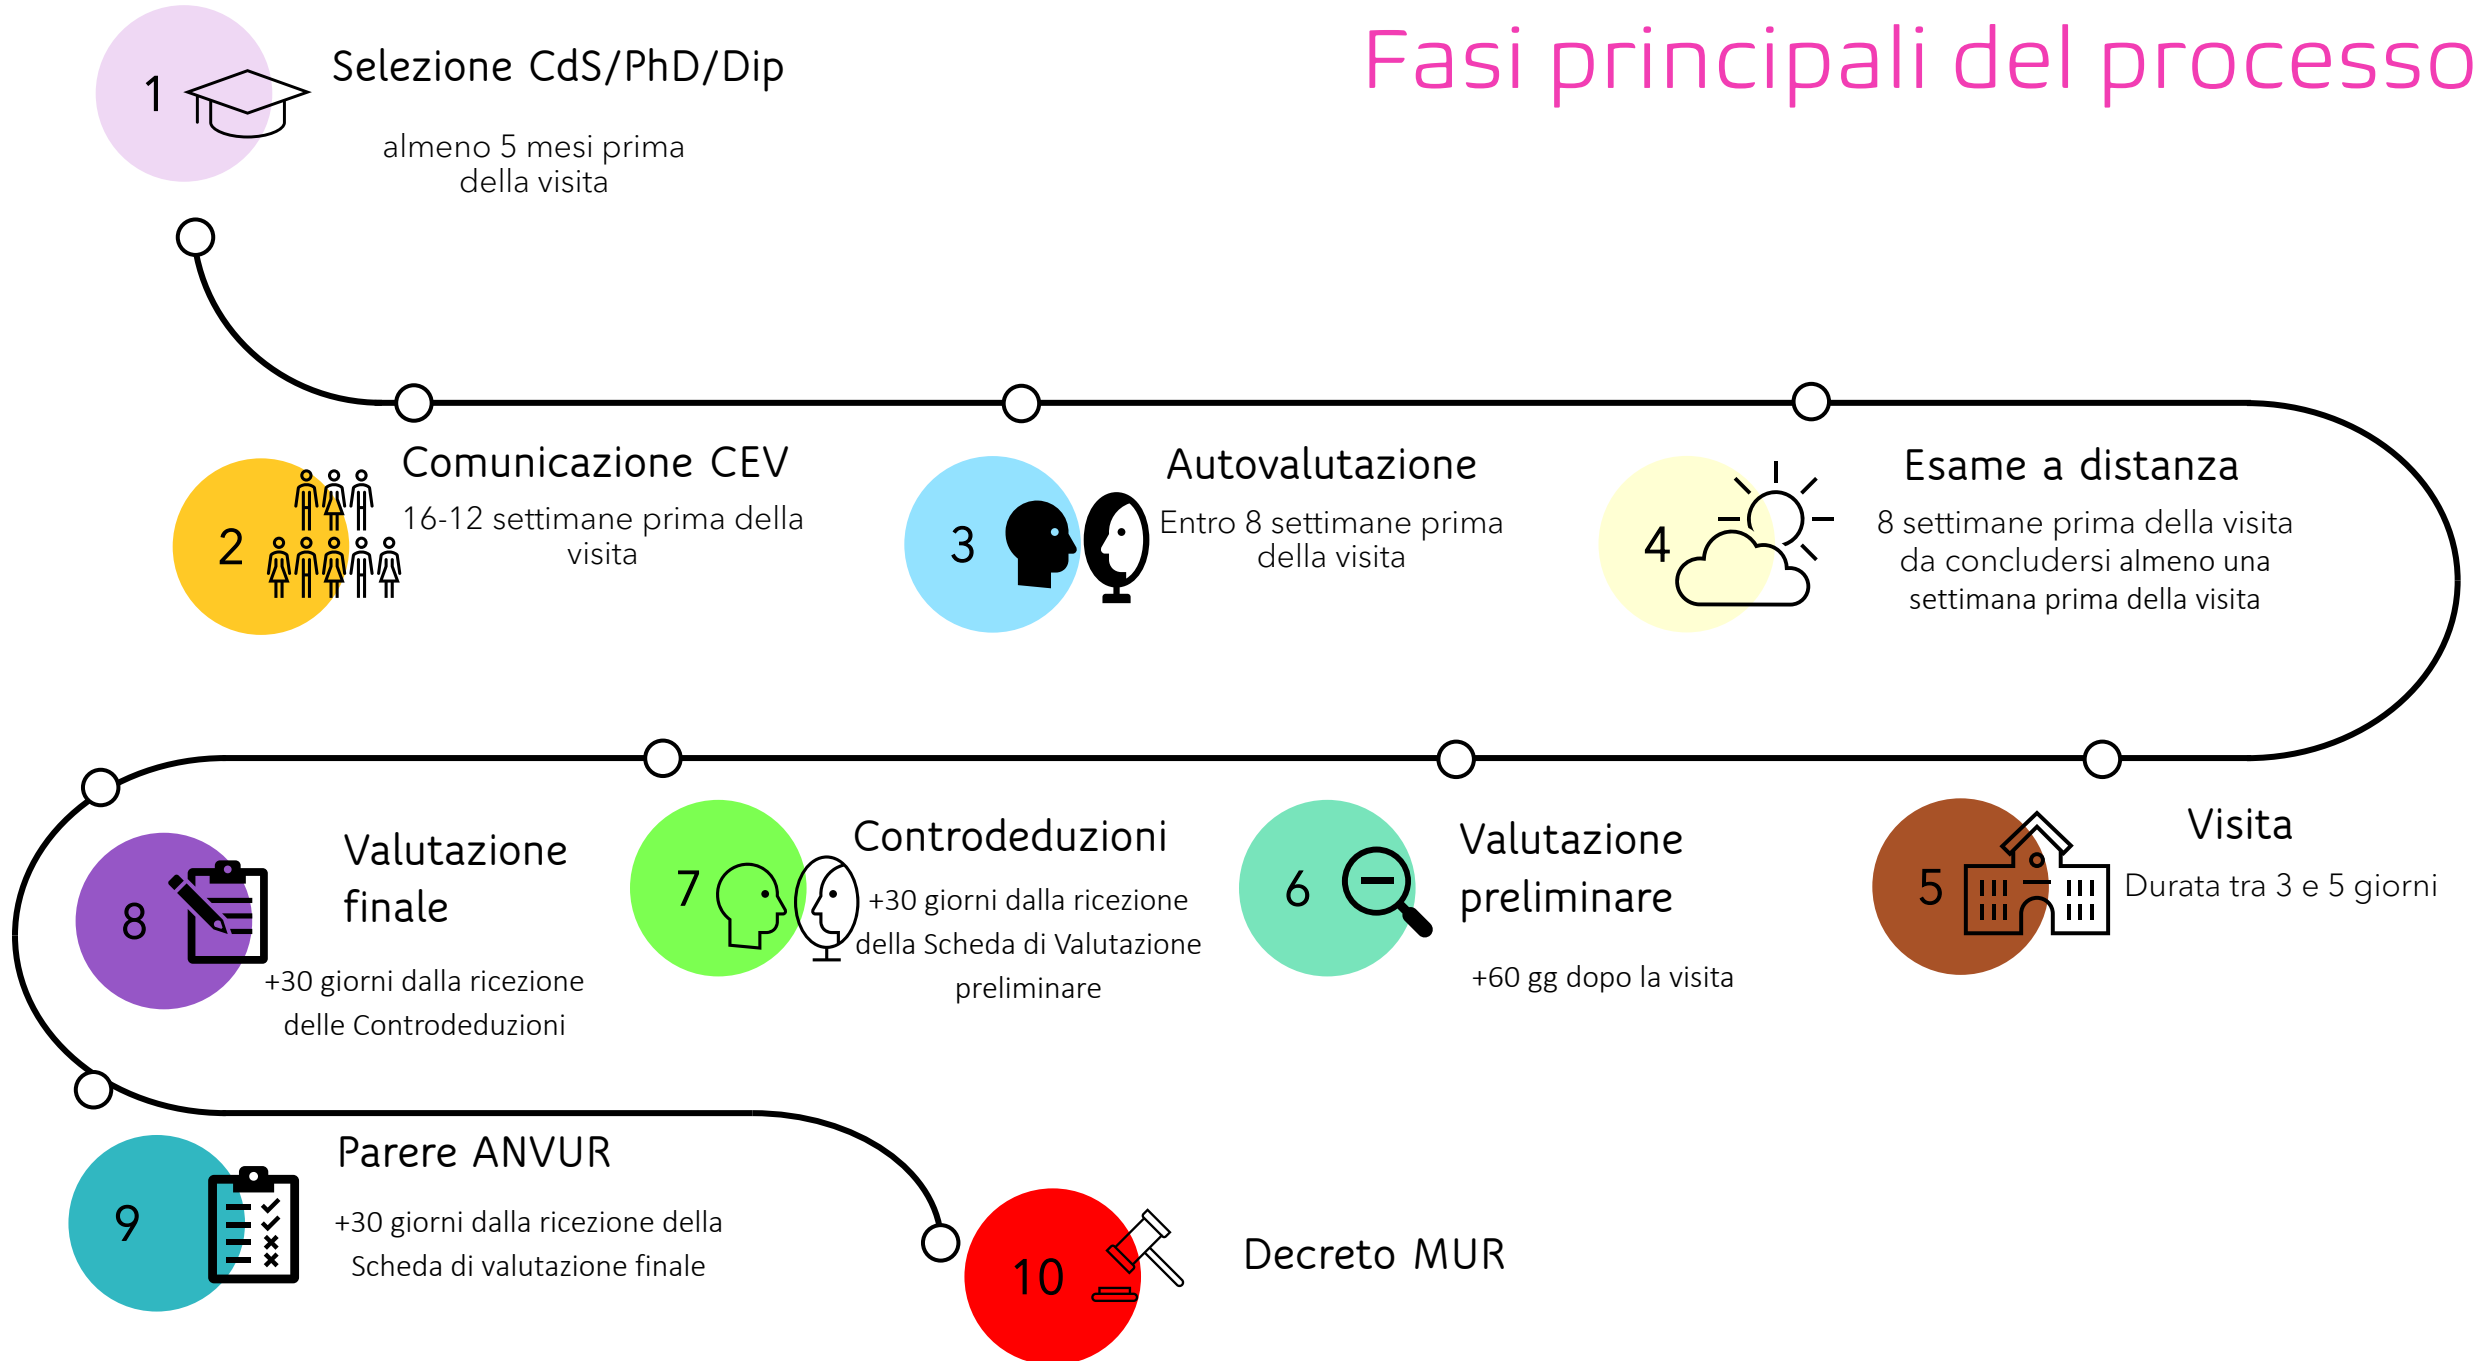 Fasi principali del processo
1
Selezione CdS/PhD/Dip
almeno 5 mesi prima
della visita
2
Comunicazione CEV
16-12 settimane prima della
visita
3
Autovalutazione
Entro 8 settimane prima
della visita
4
Esame a distanza
8 settimane prima della visita
da concludersi almeno una
settimana prima della visita
5
Visita
Durata tra 3 e 5 giorni
6
Valutazione
preliminare
+60 gg dopo la visita
7
Controdeduzioni
+30 giorni dalla ricezione
della Scheda di Valutazione
preliminare
8
Valutazione
finale
+30 giorni dalla ricezione
delle Controdeduzioni
9
Parere ANVUR
+30 giorni dalla ricezione della
Scheda di valutazione finale
10
Decreto MUR